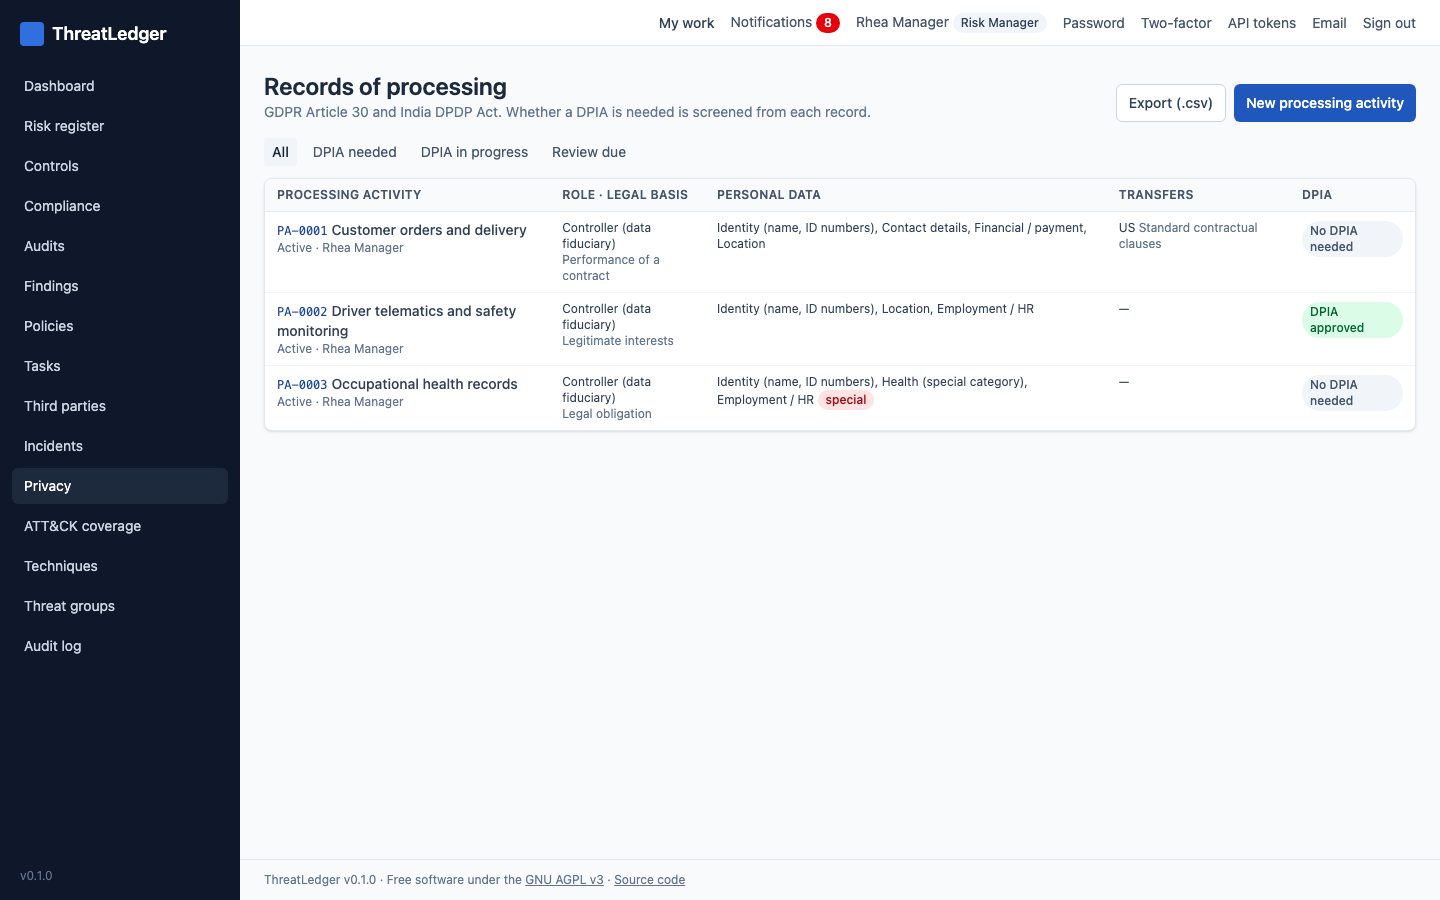 ThreatLedger
Dashboard
Risk register
Controls
Compliance
Audits
Findings
Policies
Tasks
Third parties
Incidents
Privacy
ATT&CK coverage
Techniques
Threat groups
Audit log
v0.1.0
My work Notifications 8 Rhea Manager Risk Manager Password Two-factor API tokens Email Sign out
Records of processing
GDPR Article 30 and India DPDP Act. Whether a DPIA is needed is screened from each record.
Export (.csv) New processing activity
All DPIA needed DPIA in progress Review due
PROCESSING ACTIVITY ROLE · LEGAL BASIS PERSONAL DATA TRANSFERS DPIA
PA-0001 Customer orders and delivery
Active · Rhea Manager
Controller (data
fiduciary)
Performance of a
contract
Identity (name, ID numbers), Contact details, Financial / payment,
Location
US Standard contractual
clauses
No DPIA
needed
PA-0002 Driver telematics and safety
monitoring
Active · Rhea Manager
Controller (data
fiduciary)
Legitimate interests
Identity (name, ID numbers), Location, Employment / HR
—
DPIA
approved
PA-0003 Occupational health records
Active · Rhea Manager
Controller (data
fiduciary)
Legal obligation
Identity (name, ID numbers), Health (special category),
Employment / HR special
—
No DPIA
needed
ThreatLedger v0.1.0 · Free software under the GNU AGPL v3 · Source code